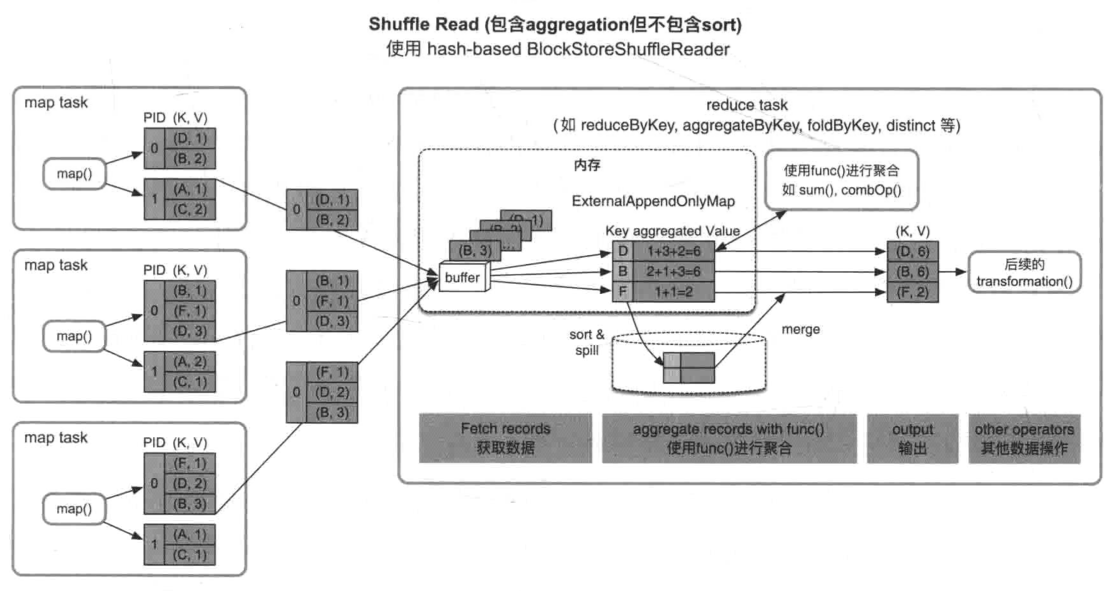 Shuffle Read (包含aggregation但不包含sort)
使用 hash-based BlockStoreShuffleReader
map task
PID (K, V)
map()
0
(D, 1)
(B, 2)
1
(A, 1)
(C, 2)
map task
PID (K, V)
map()
0
(B, 1)
(F, 1)
(D, 3)
1
(A, 2)
(C, 1)
map task
PID (K, V)
map()
0
(F, 1)
(D, 2)
(B, 3)
1
(A, 1)
(C, 1)
0
(D, 1)
(B, 2)
0
(B, 1)
(F, 1)
(D, 3)
0
(F, 1)
(D, 2)
(B, 3)
reduce task
(如 reduceByKey, aggregateByKey, foldByKey, distinct 等)
内存
使用func()进行聚合
如 sum(), combOp()
ExternalAppendOnlyMap
1)
...
(B, 3)
buffer
Key aggregated Value
D 1+3+2=6
B 2+1+3=6
F 1+1=2
(K, V)
(D, 6)
(B, 6)
(F, 2)
后续的
transformation()
sort &
spill
merge
Fetch records
获取数据
aggregate records with func()
使用func()进行聚合
output
输出
other operators
其他数据操作